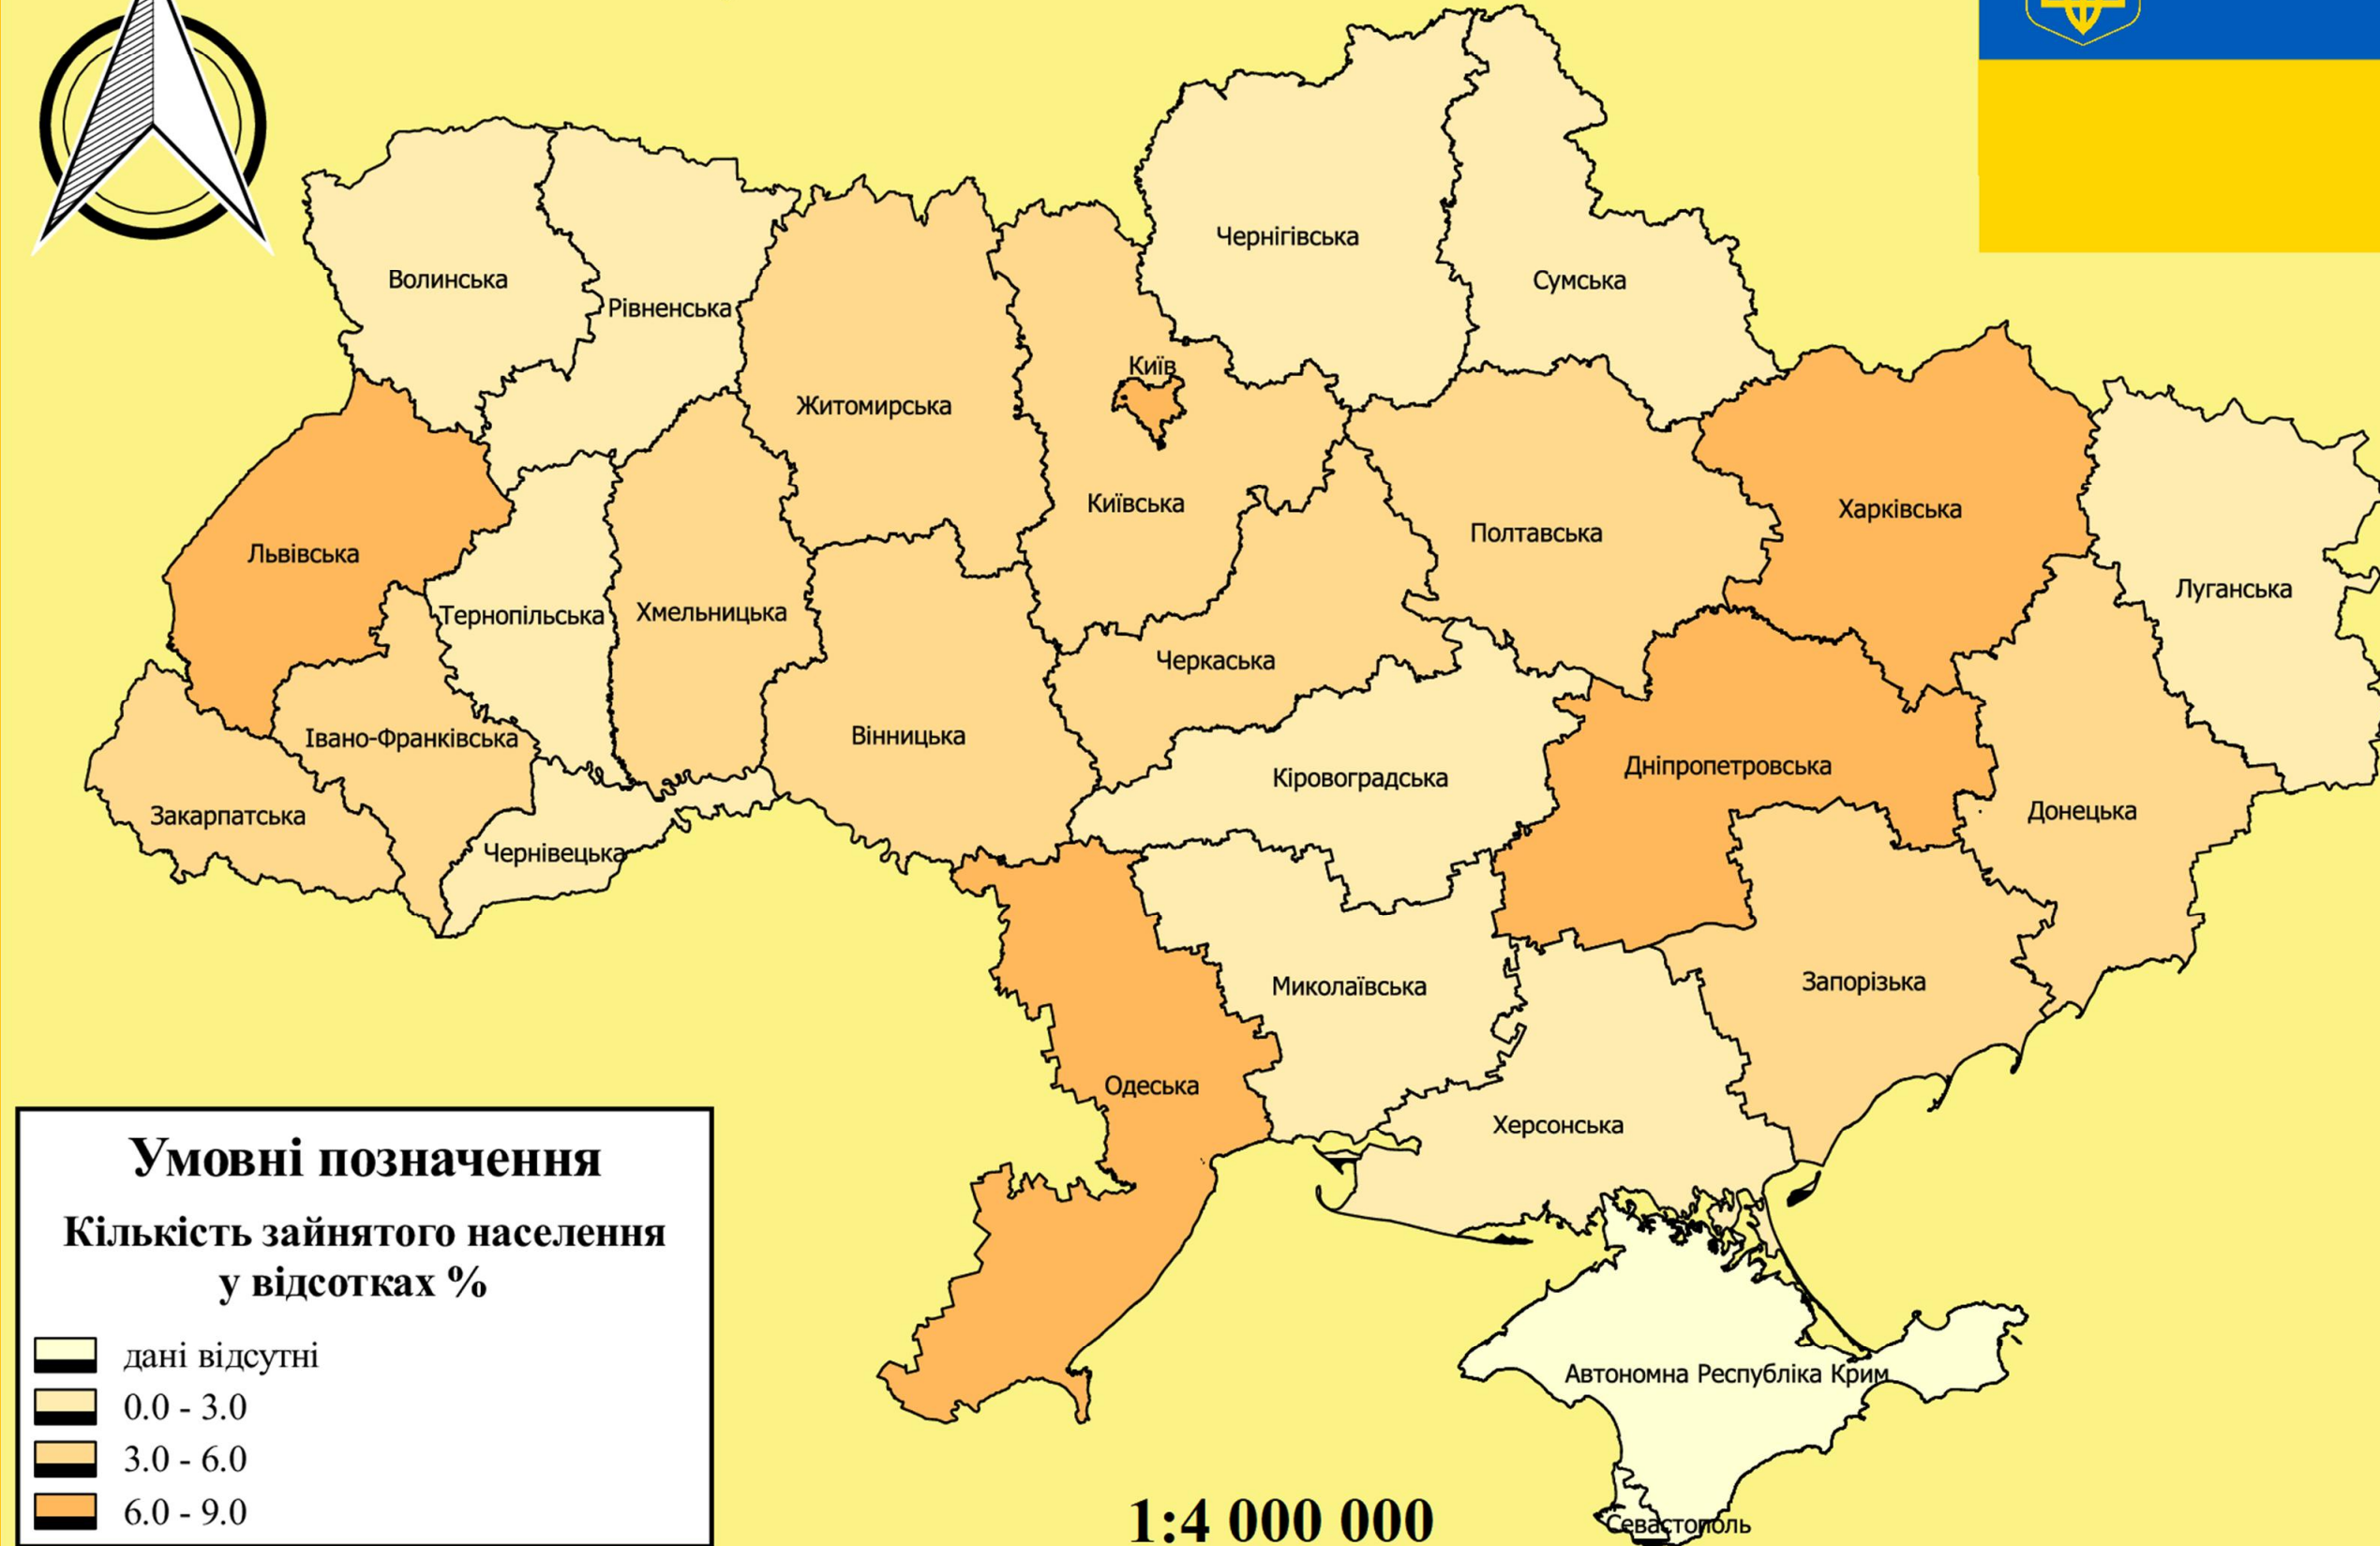 Чернігівська
Сумська
Волинська
Рівненська
Київ
Житомирська
Київська
Полтавська
Харківська
Львівська
Тернопільська
Хмельницька
Луганська
Черкаська
Івано-Франківська
Вінницька
Кіровоградська
Дніпропетровська
Донецька
Закарпатська
Чернівецька
Миколаївська
Запорізька
Одеська
Херсонська
Автономна Республіка Крим
Севастополь
Умовні позначення
Кількість зайнятого населення
у відсотках %
дані відсутні
0.0 - 3.0
3.0 - 6.0
6.0 - 9.0
1:4 000 000